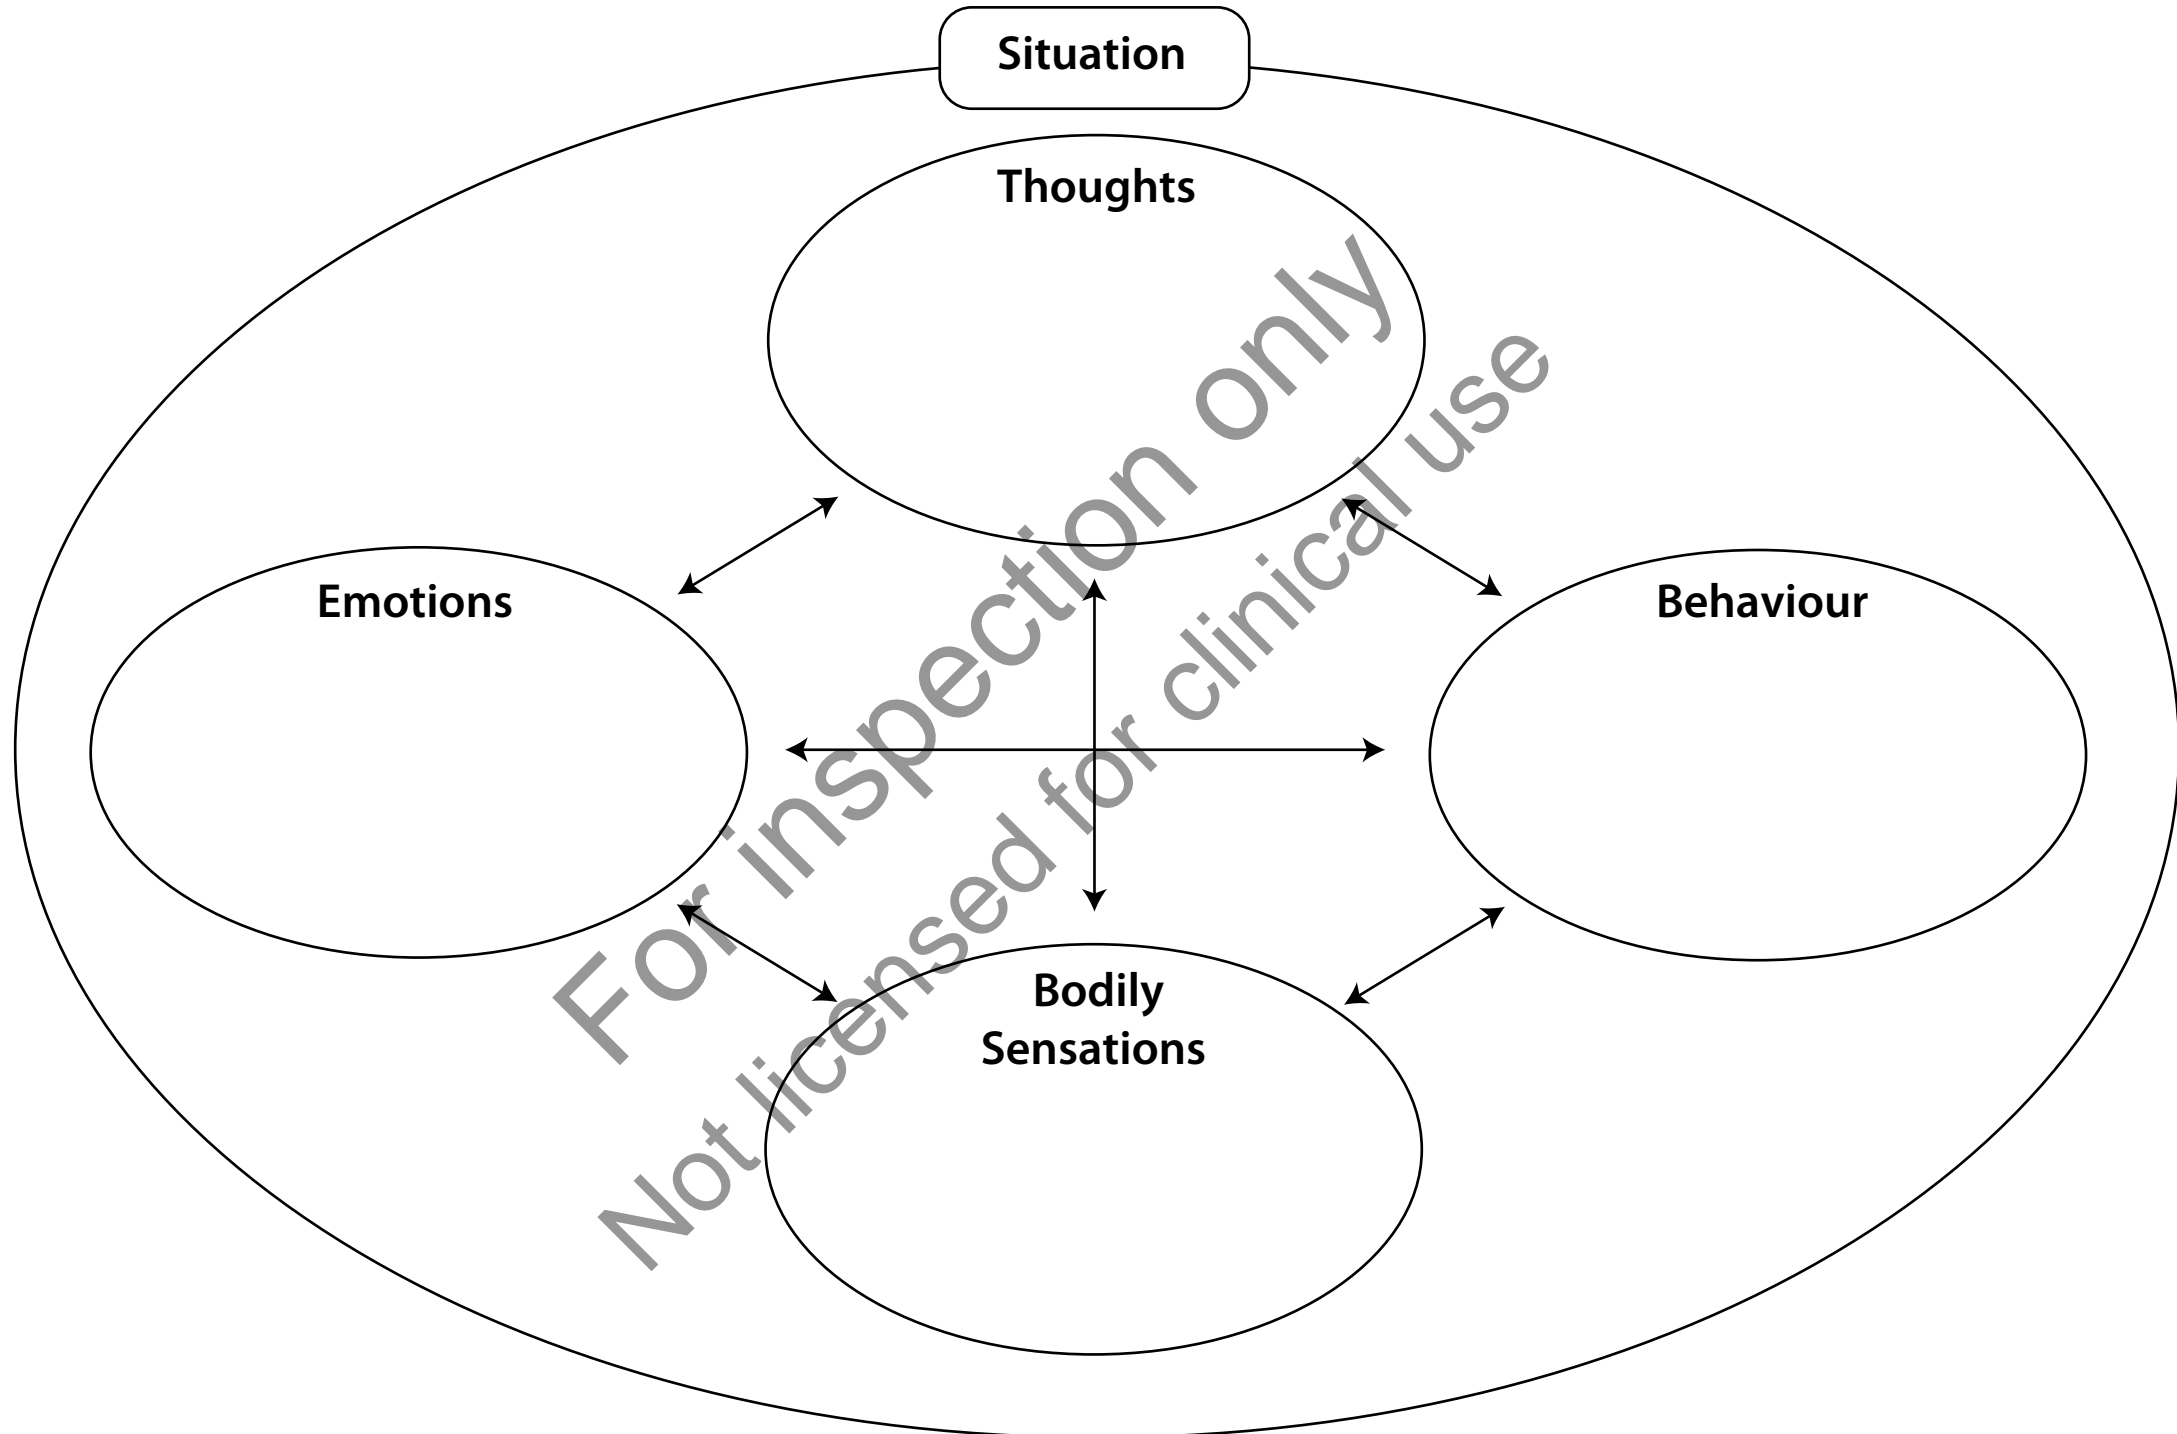 Situation
Thoughts
Emotions
Behaviour
Bodily
Sensations
For inspection only
Not licensed for clinical use